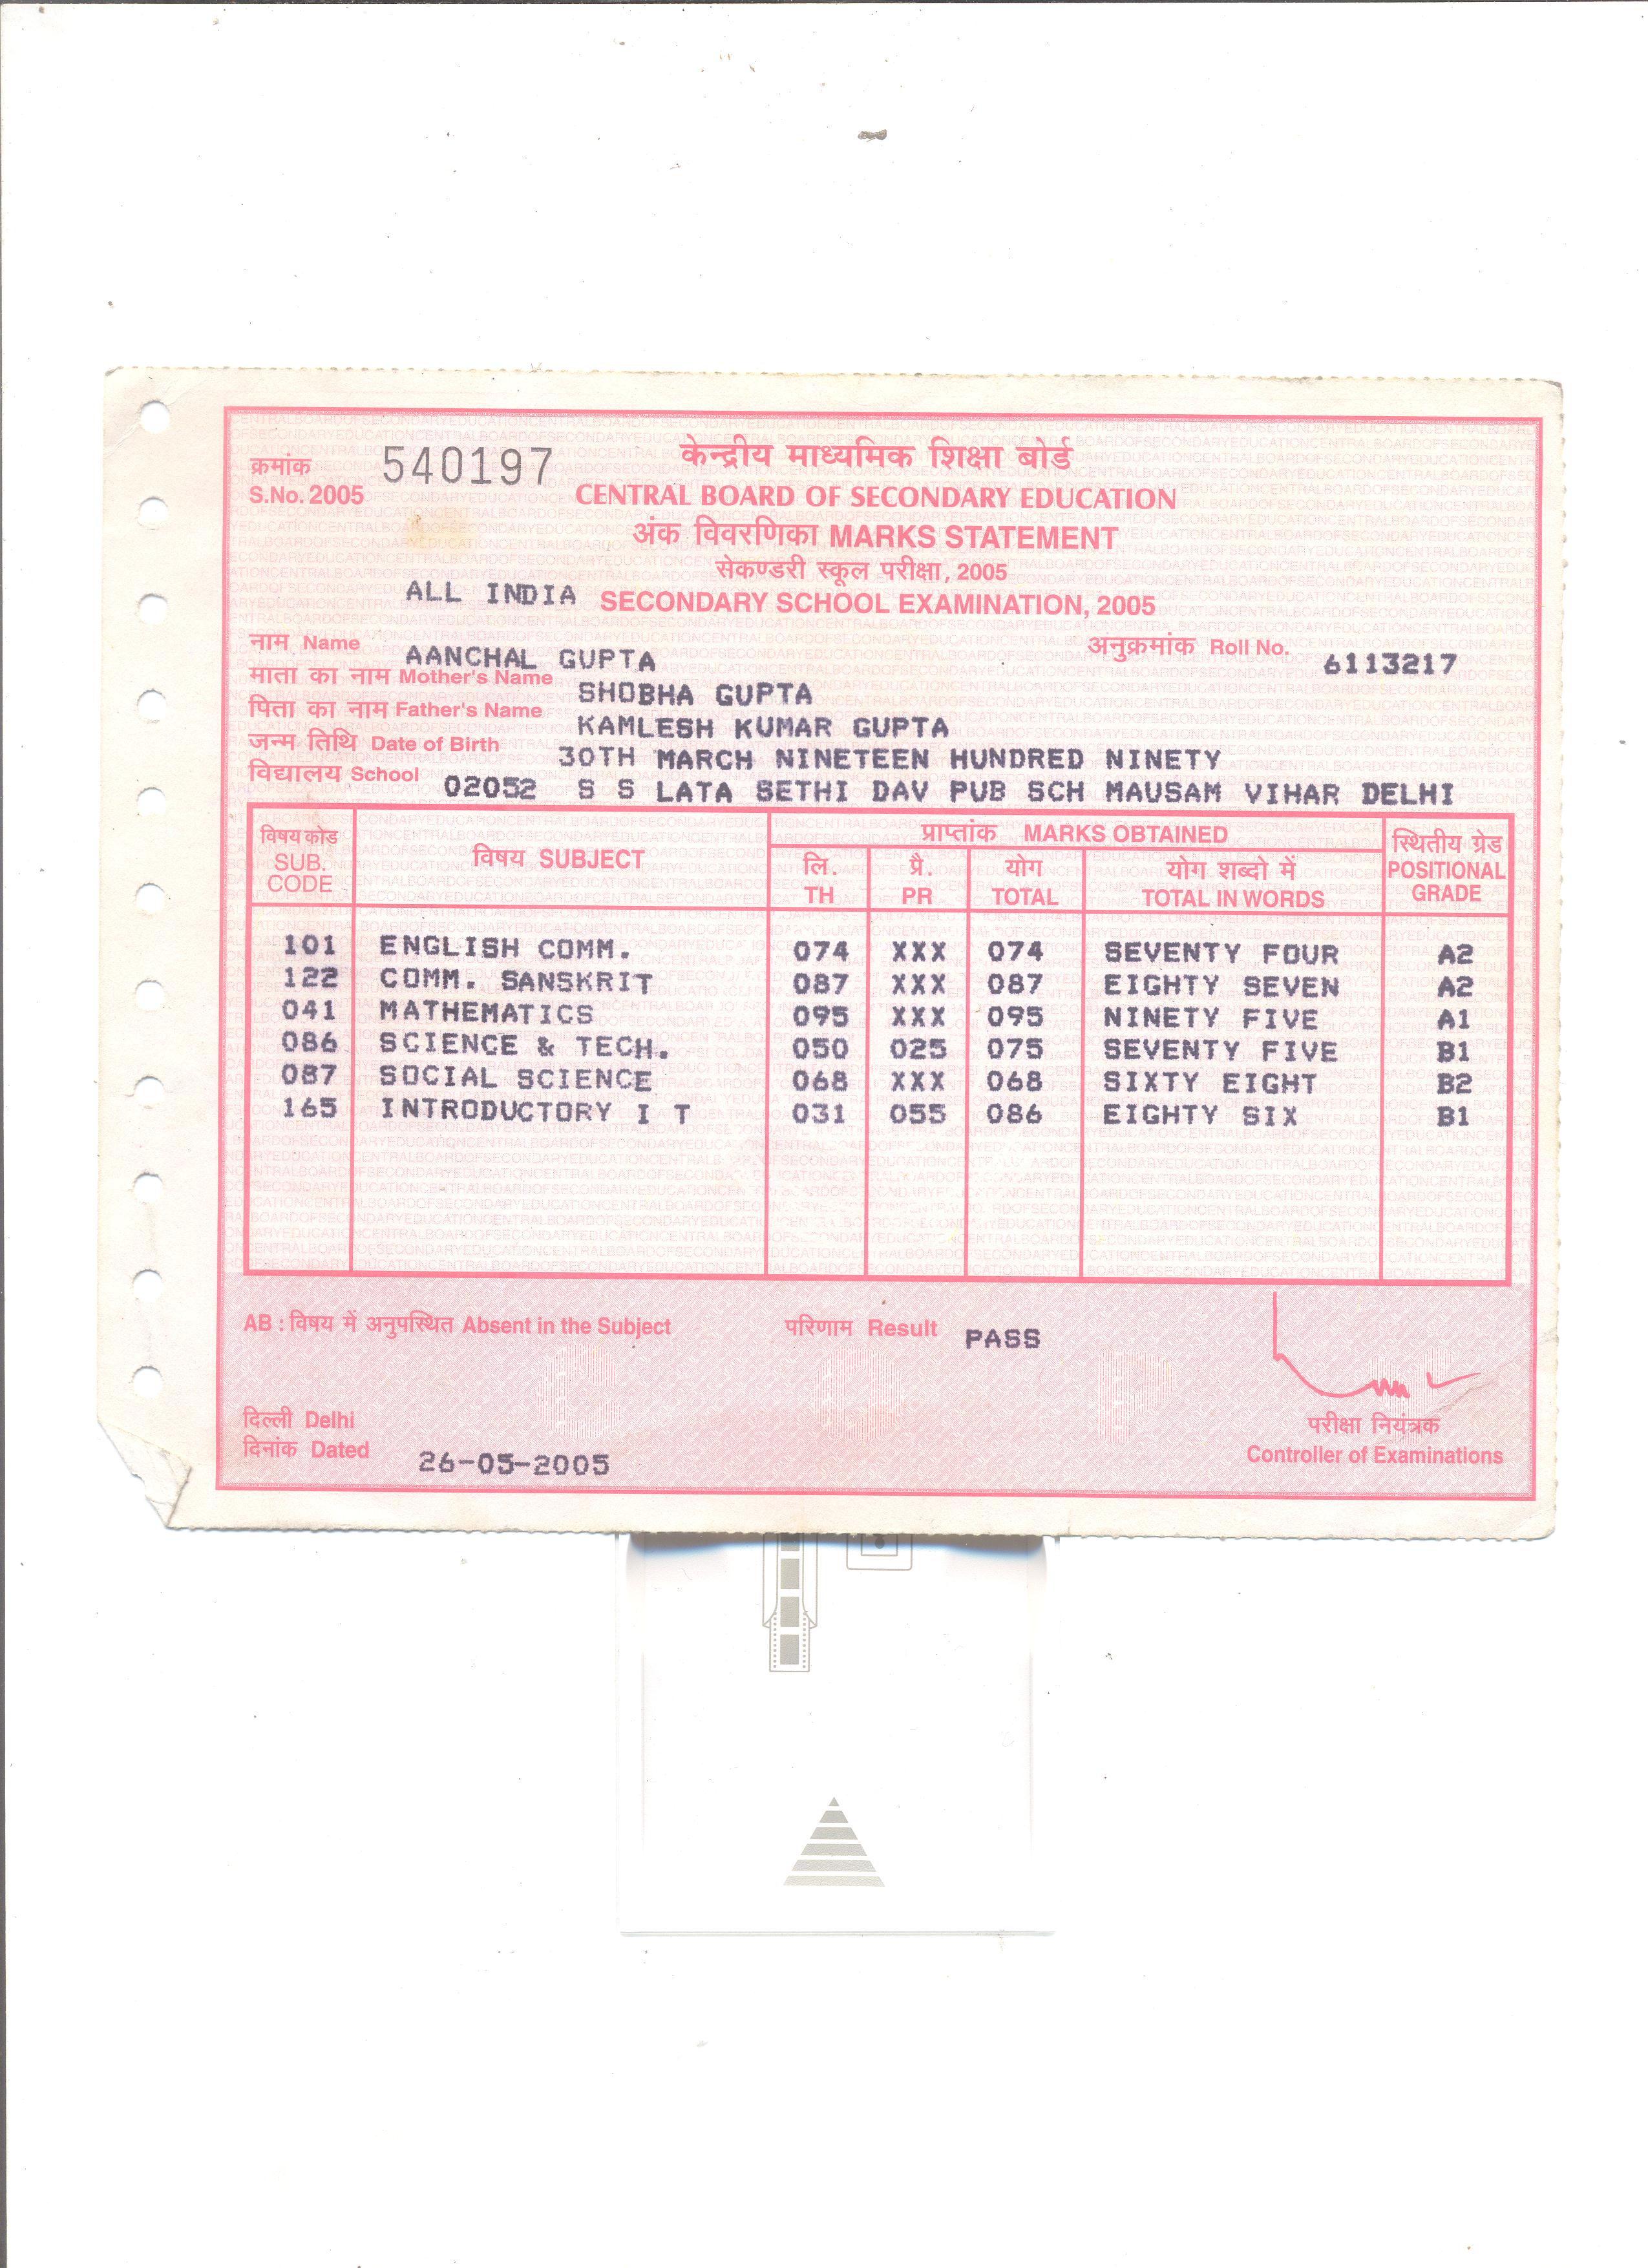 क्रमांक
S.No. 2005 540197
केन्द्रीय माध्यमिक शिक्षा बोर्ड
CENTRAL BOARD OF SECONDARY EDUCATION
अंक विवरणिका MARKS STATEMENT
सेकण्डरी स्कूल परीक्षा, 2005
ALL INDIA SECONDARY SCHOOL EXAMINATION, 2005
नाम Name AANCHAL GUPTA अनुक्रमांक Roll No. 6113217
माता का नाम Mother's Name SHOBHA GUPTA
पिता का नाम Father's Name KAMLESH KUMAR GUPTA
जन्म तिथि Date of Birth 30TH MARCH NINETEEN HUNDRED NINETY
विद्यालय School 02052 S S LATA SETHI DAV PUB SCH MAUSAM VIHAR DELHI
विषय कोड SUB. CODE विषय SUBJECT प्राप्तांक MARKS OBTAINED स्थितीय ग्रेड POSITIONAL GRADE
लि. TH प्रै. PR योग TOTAL योग शब्दो में TOTAL IN WORDS
101 ENGLISH COMM. 074 XXX 074 SEVENTY FOUR A2
122 COMM. SANSKRIT 087 XXX 087 EIGHTY SEVEN A2
041 MATHEMATICS 095 XXX 095 NINETY FIVE A1
086 SCIENCE & TECH. 050 025 075 SEVENTY FIVE B1
087 SOCIAL SCIENCE 068 XXX 068 SIXTY EIGHT B2
165 INTRODUCTORY I T 031 055 086 EIGHTY SIX B1
AB : विषय में अनुपस्थित Absent in the Subject परिणाम Result PASS
दिल्ली Delhi
दिनांक Dated 26-05-2005
परीक्षा नियंत्रक
Controller of Examinations